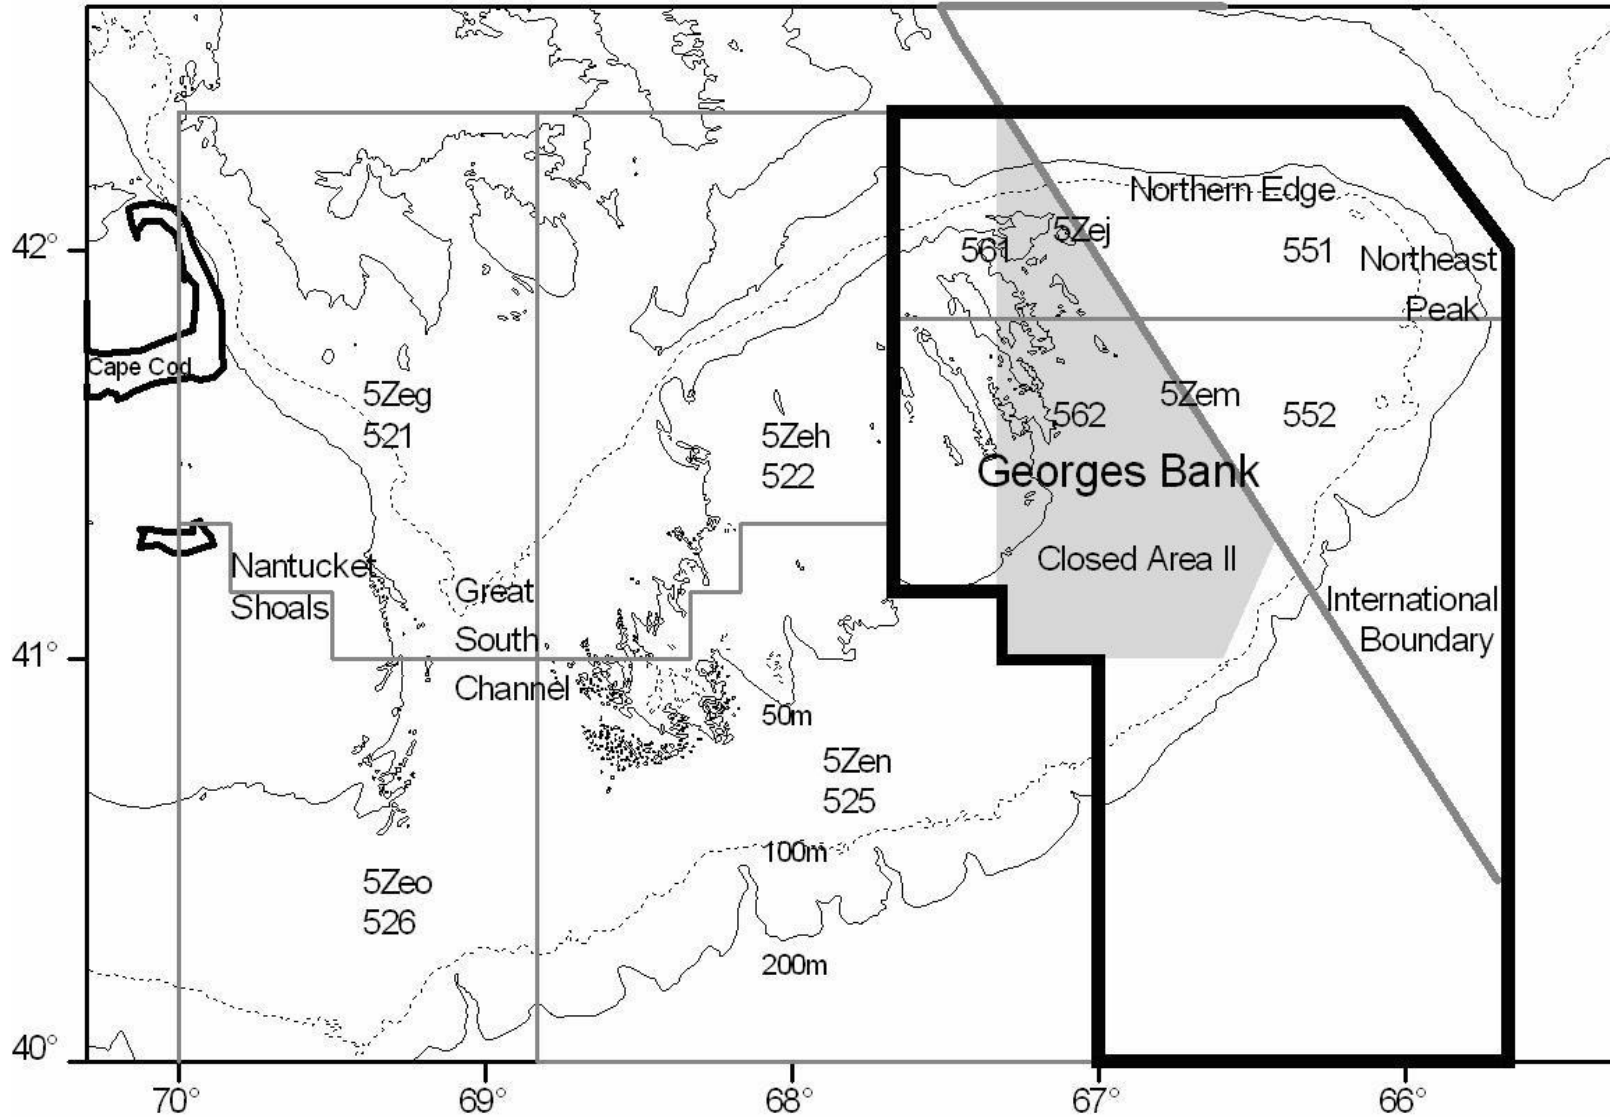 Northern Edge
42°
5Zej
561
551
Northeast
Peak
Cape Cod
5Zeg
521
5Zeh
522
5Zem
562
552
Georges Bank
Closed Area II
Nantucket
Shoals
Great
South
Channel
International
Boundary
41°
50m
5Zen
525
100m
5Zeo
526
200m
40°
70°
69°
68°
67°
66°